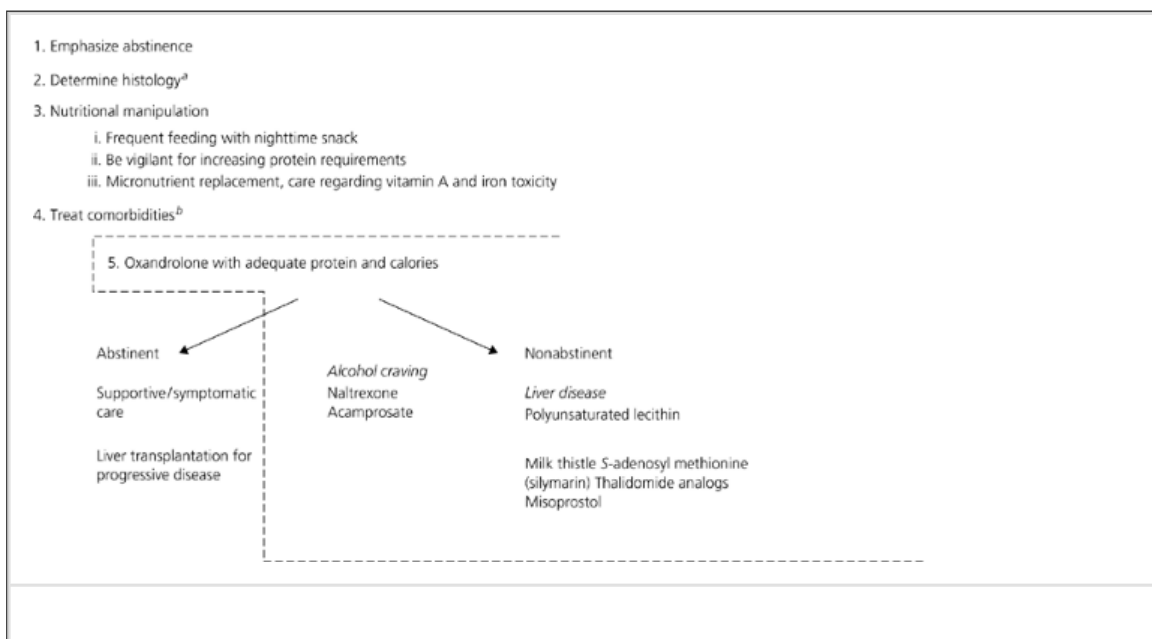 1. Emphasize abstinence
2. Determine histologyᵃ
3. Nutritional manipulation
i. Frequent feeding with nighttime snack
ii. Be vigilant for increasing protein requirements
iii. Micronutrient replacement, care regarding vitamin A and iron toxicity
4. Treat comorbiditiesᵇ
5. Oxandrolone with adequate protein and calories
Abstinent
Supportive/symptomatic
care
Liver transplantation for
progressive disease
Alcohol craving
Naltrexone
Acamprosate
Nonabstinent
Liver disease
Polyunsaturated lecithin
Milk thistle S-adenosyl methionine
(silymarin) Thalidomide analogs
Misoprostol